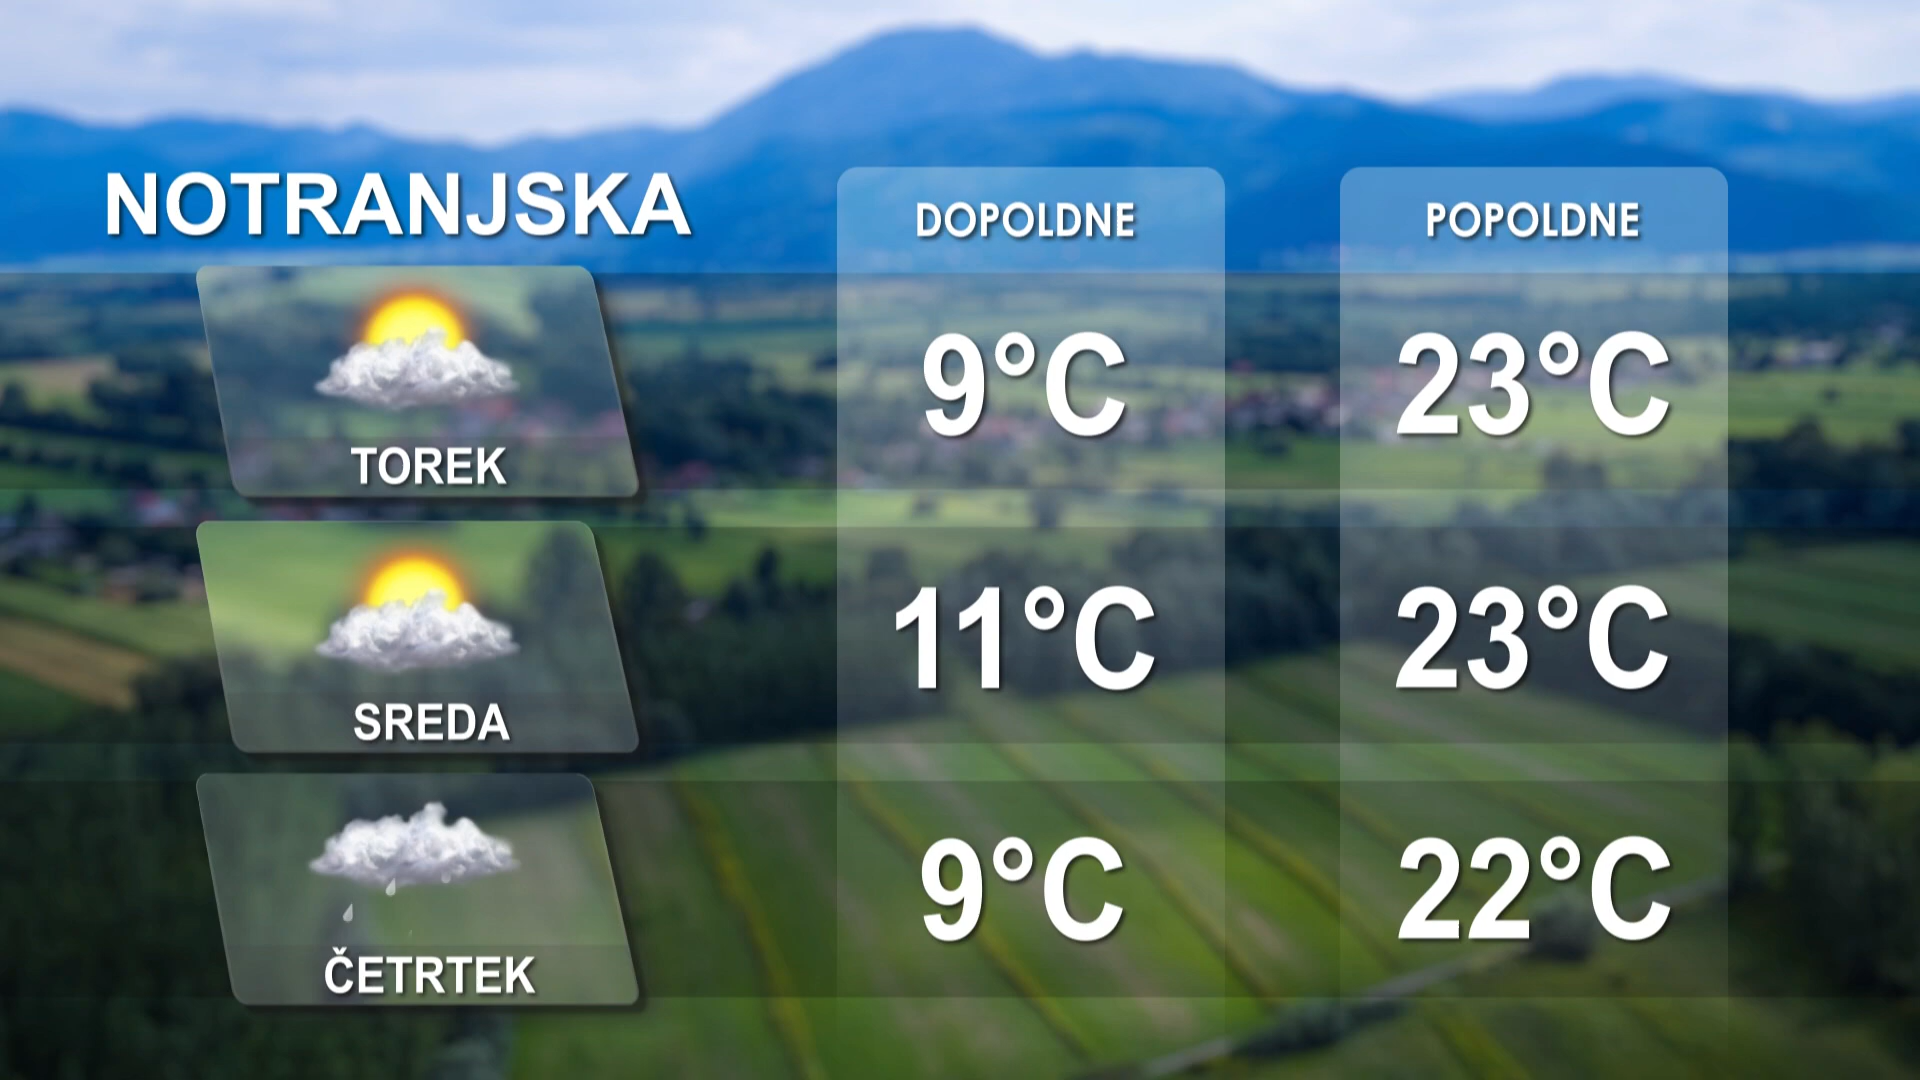 NOTRANJSKA
DOPOLDNE POPOLDNE
9°C 23°C
TOREK
11°C 23°C
SREDA
9°C 22°C
ČETRTEK